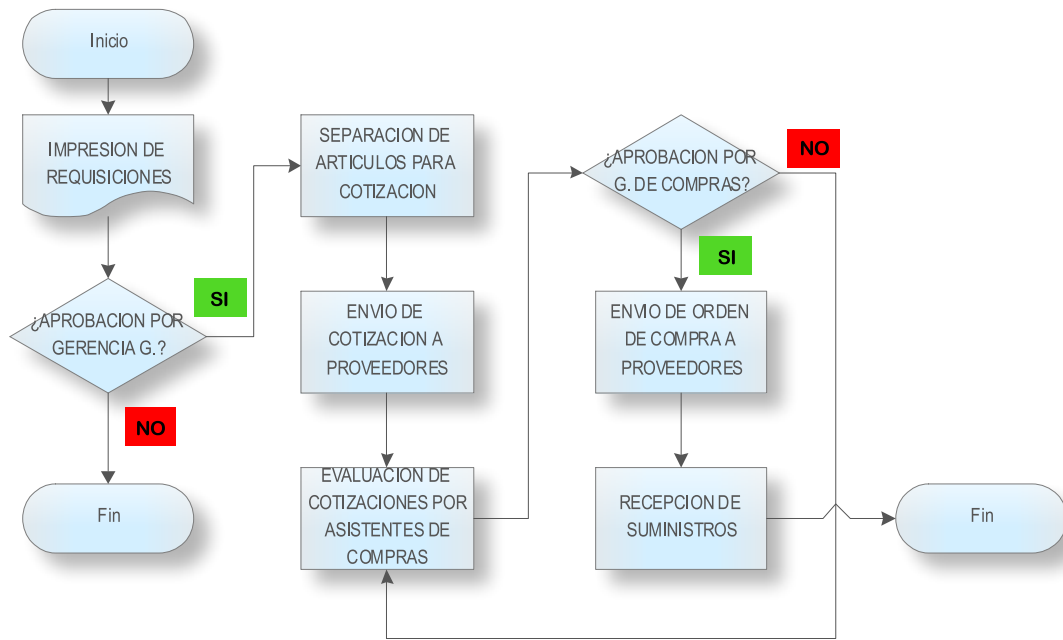 Inicio
IMPRESION DE
REQUISICIONES
¿APROBACION POR
GERENCIA G.?
SI
NO
Fin
SEPARACION DE
ARTICULOS PARA
COTIZACION
ENVIO DE
COTIZACION A
PROVEEDORES
EVALUACION DE
COTIZACIONES POR
ASISTENTES DE
COMPRAS
¿APROBACION POR
G. DE COMPRAS?
NO
SI
ENVIO DE ORDEN
DE COMPRA A
PROVEEDORES
RECEPCION DE
SUMINISTROS
Fin